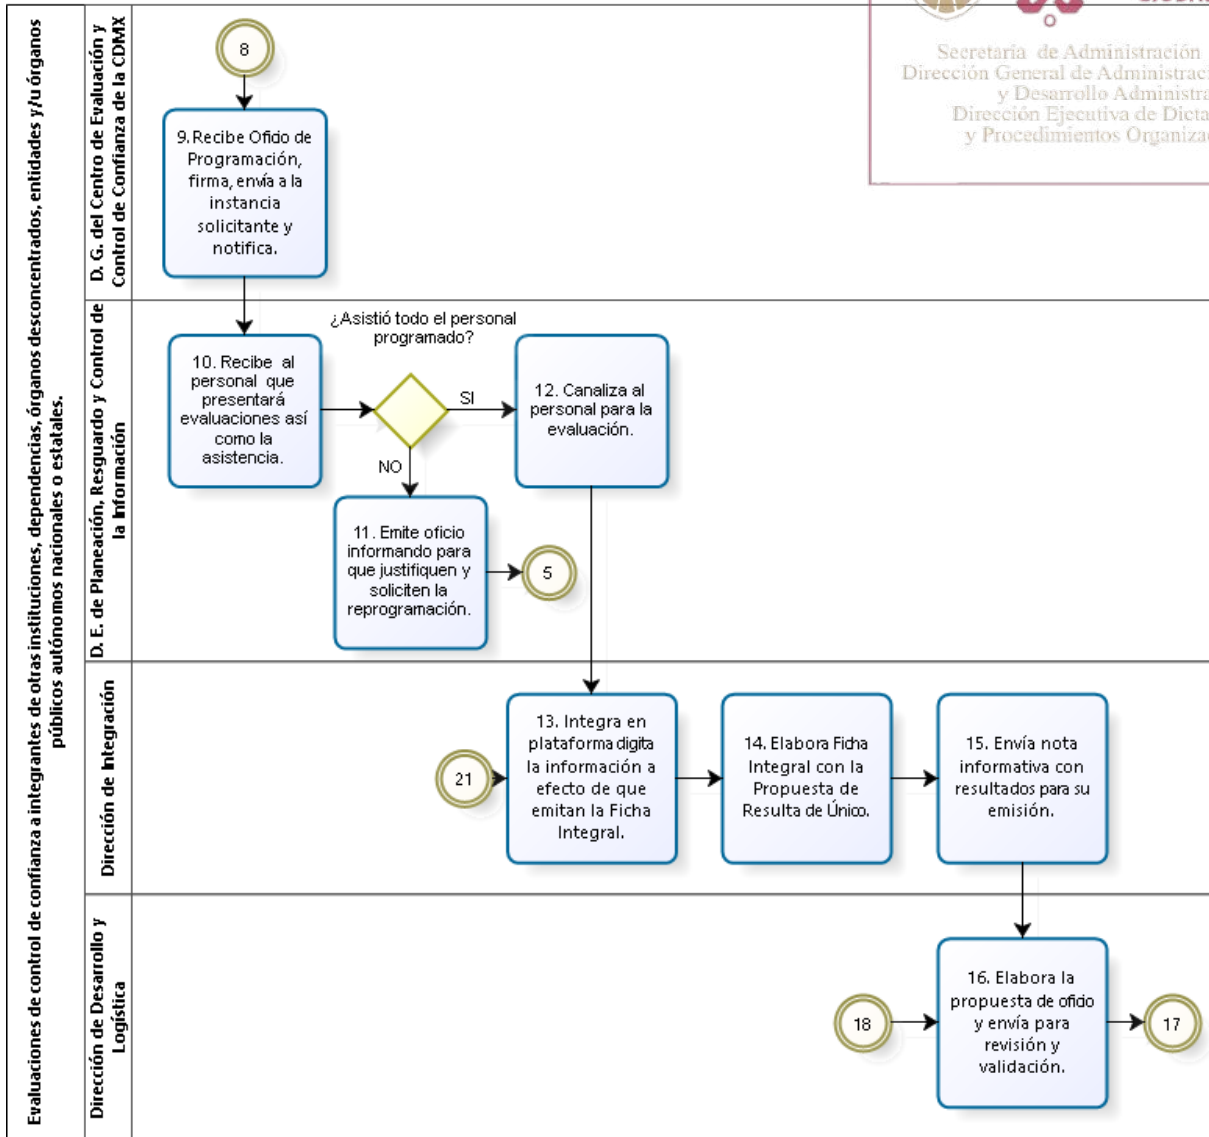 Secretaría de Administración
Dirección General de Administrac
y Desarrollo Administra
Dirección Ejecutiva de Dicta
y Procedimientos Organiza
Evaluaciones de control de confianza a integrantes de otras instituciones, dependencias, órganos desconcentrados, entidades y/u órganos
públicos autónomos nacionales o estatales.
D. G. del Centro de Evaluación y
Control de Confianza de la CDMX
8
9.Recibe Oficio de
Programación,
firma, envía a la
instancia
solicitante y
notifica.
D. E. de Planeación, Resguardo y Control de
la Información
10. Recibe al
personal que
presentará
evaluaciones así
como la
asistencia.
¿Asistió todo el personal
programado?
SI
NO
12. Canaliza al
personal para la
evaluación.
11. Emite oficio
informando para
que justifiquen y
soliciten la
reprogramación.
5
Dirección de Integración
21
13. Integra en
plataforma digita
la información a
efecto de que
emitan la Ficha
Integral.
14. Elabora Ficha
Integral con la
Propuesta de
Resulta de Único.
15. Envía nota
informativa con
resultados para su
emisión.
Dirección de Desarrollo y
Logística
18
16. Elabora la
propuesta de oficio
y envía para
revisión y
validación.
17